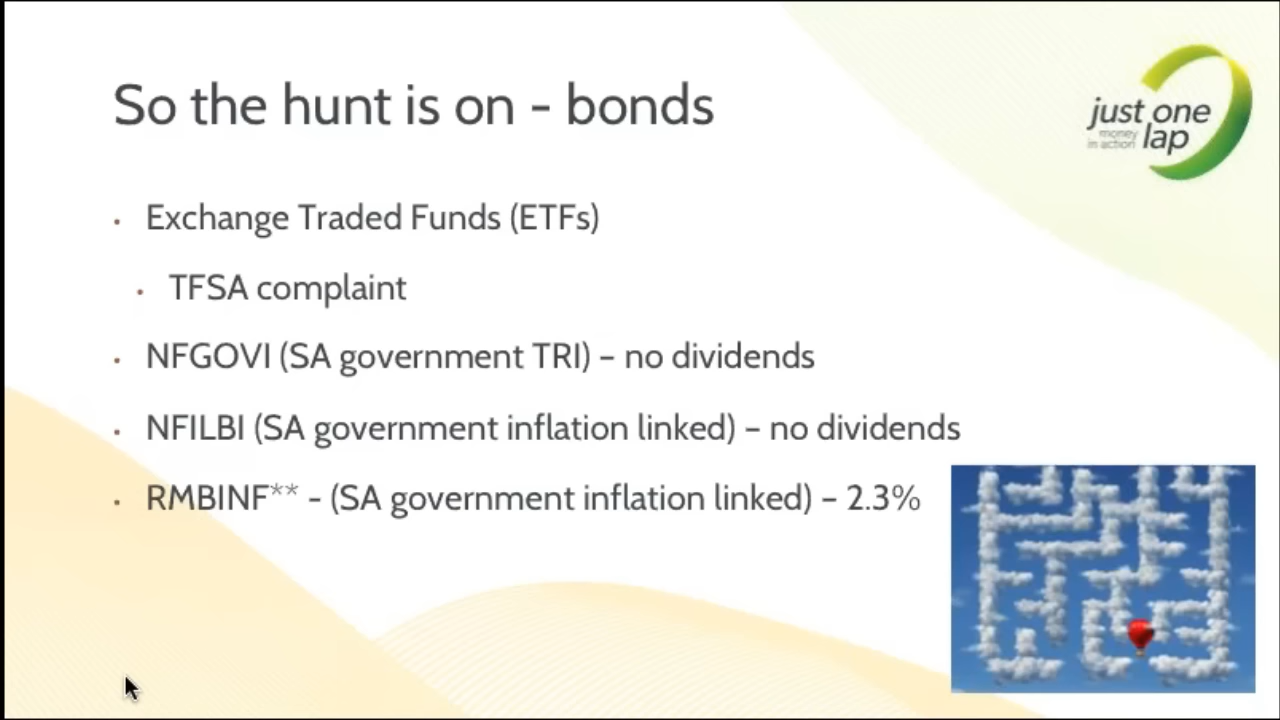 So the hunt is on - bonds
just one
money
in action lap
• Exchange Traded Funds (ETFs)
• TFSA complaint
• NFGOVI (SA government TRI) – no dividends
• NFILBI (SA government inflation linked) – no dividends
• RMBINF** - (SA government inflation linked) – 2.3%